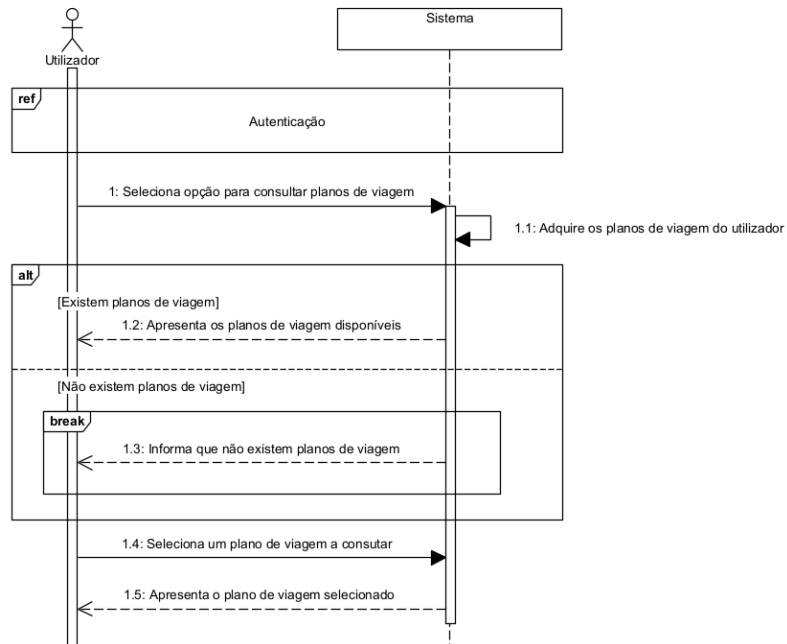 Sistema
Utilizador
ref
Autenticação
1: Seleciona opção para consultar planos de viagem
1.1: Adquire os planos de viagem do utilizador
alt
[Existem planos de viagem]
1.2: Apresenta os planos de viagem disponíveis
[Não existem planos de viagem]
break
1.3: Informa que não existem planos de viagem
1.4: Seleciona um plano de viagem a consutar
1.5: Apresenta o plano de viagem selecionado